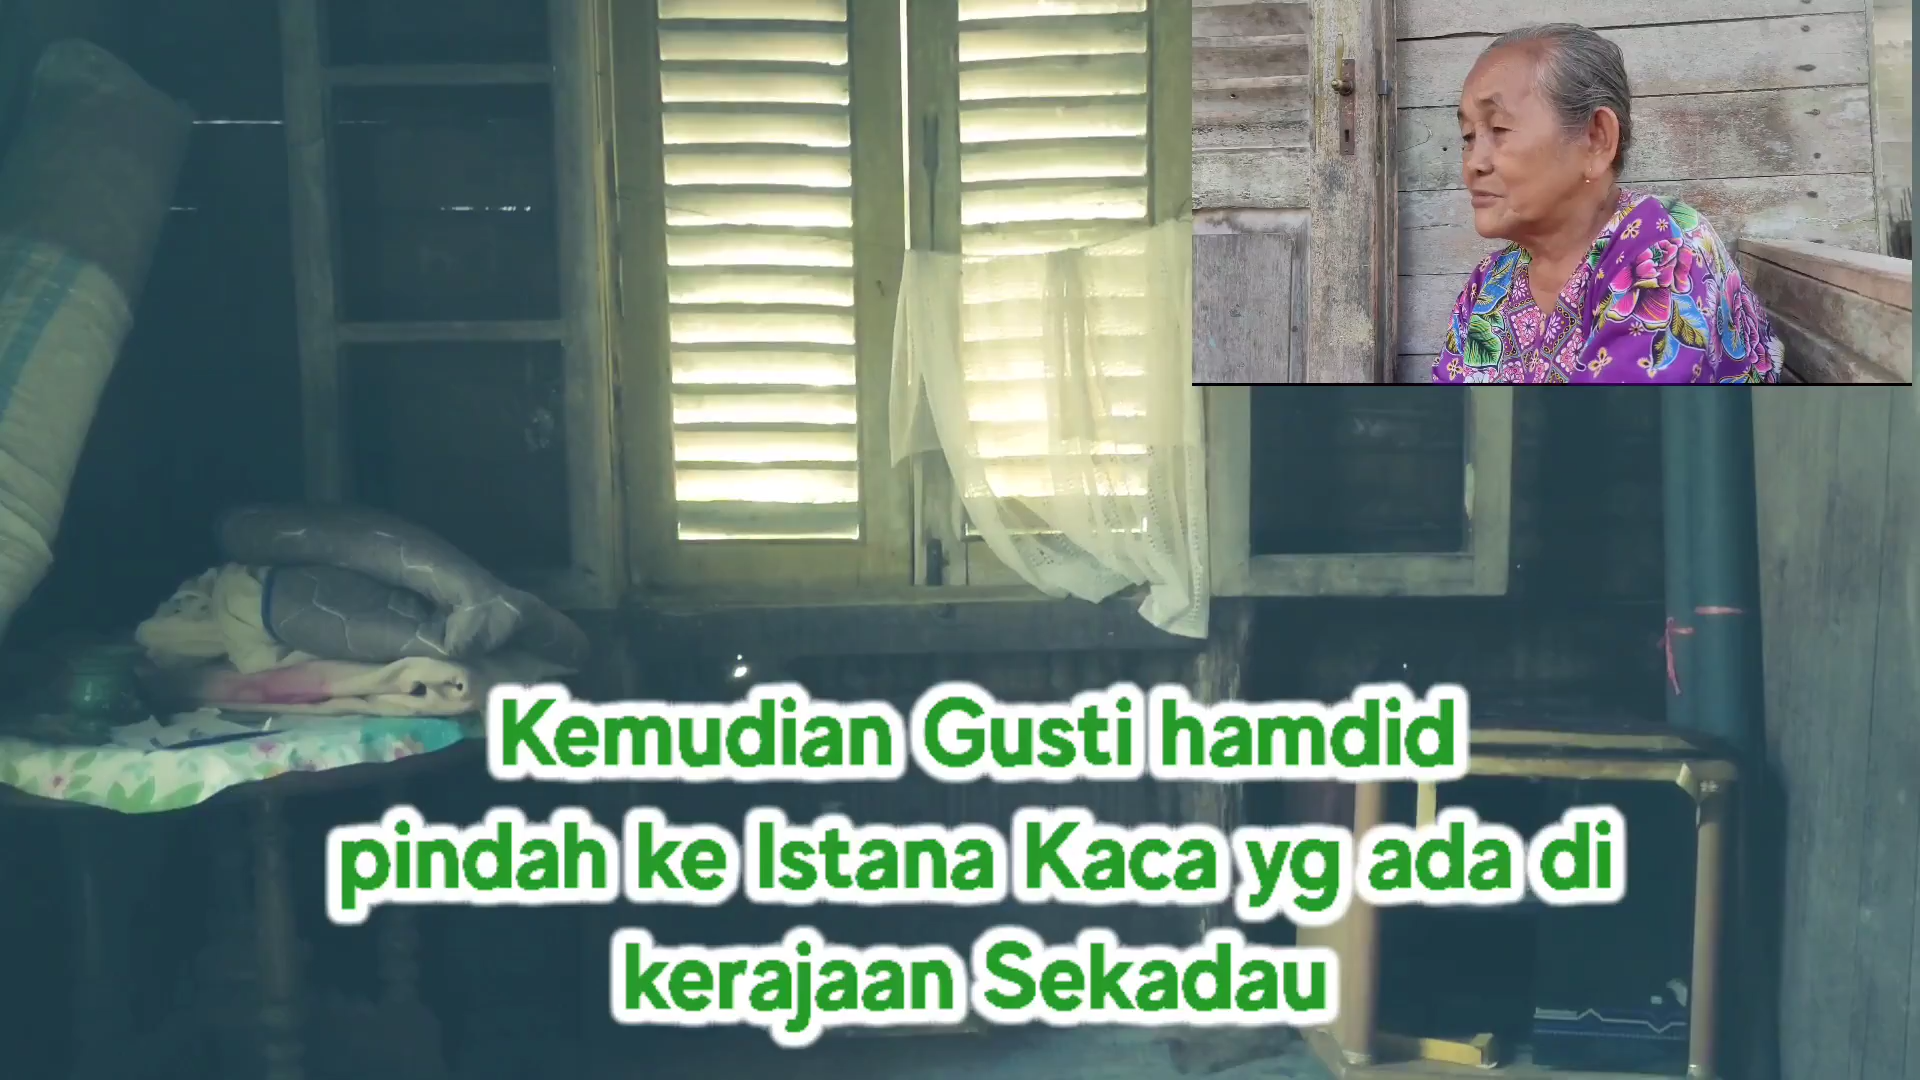 Kemudian Gusti hamdid
pindah ke Istana Kaca yg ada di
kerajaan Sekadau